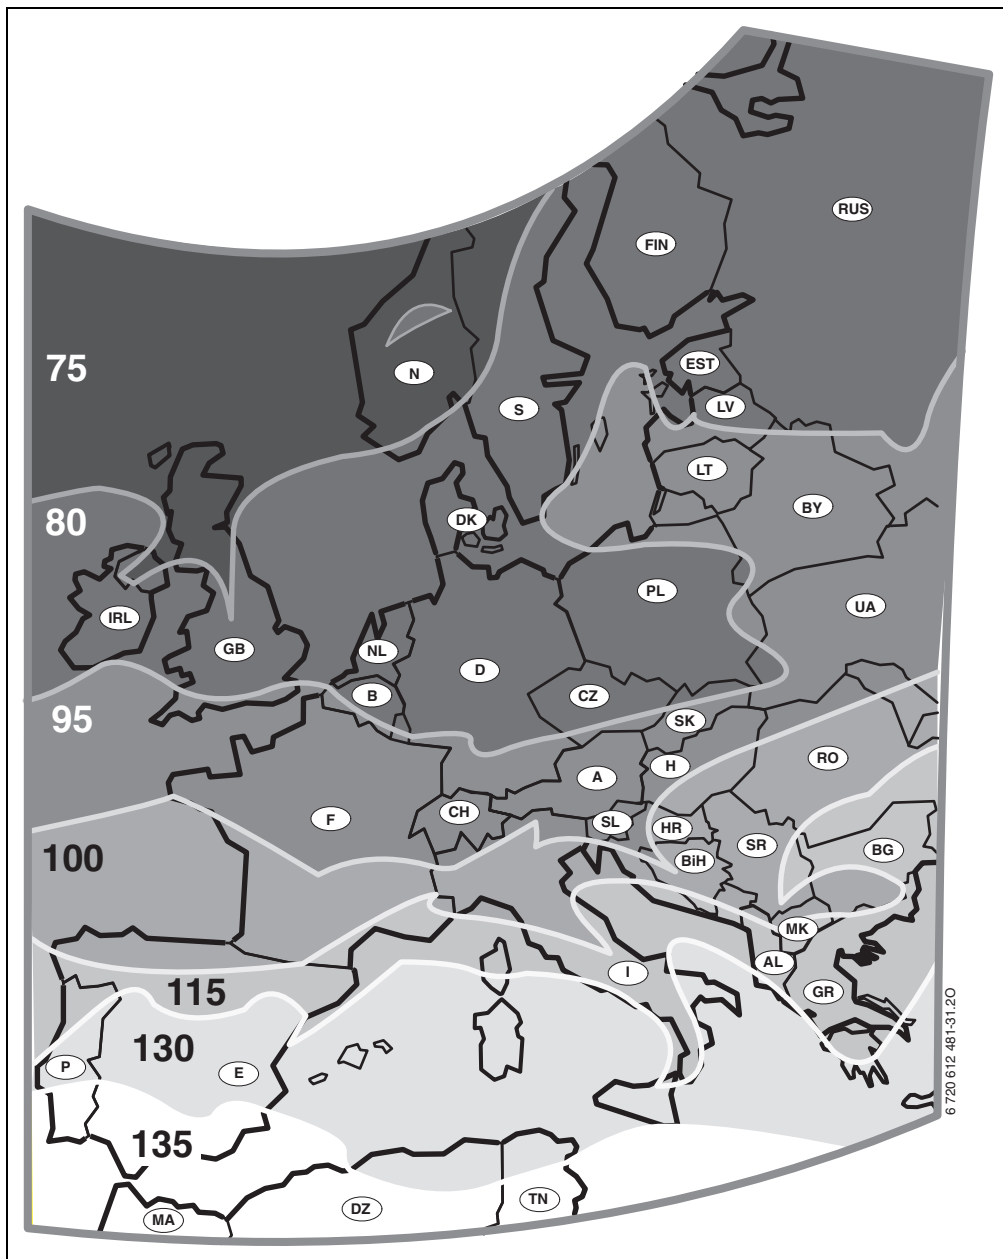 RUS
FIN
75
EST
N
S
LV
LT
80
BY
DK
PL
UA
IRL
GB
NL
D
B
CZ
95
SK
RO
H
A
CH
F
SL
HR
SR
BG
100
BiH
MK
AL
I
115
GR
130
P
E
6 720 612 481-31.2O
135
TN
DZ
MA